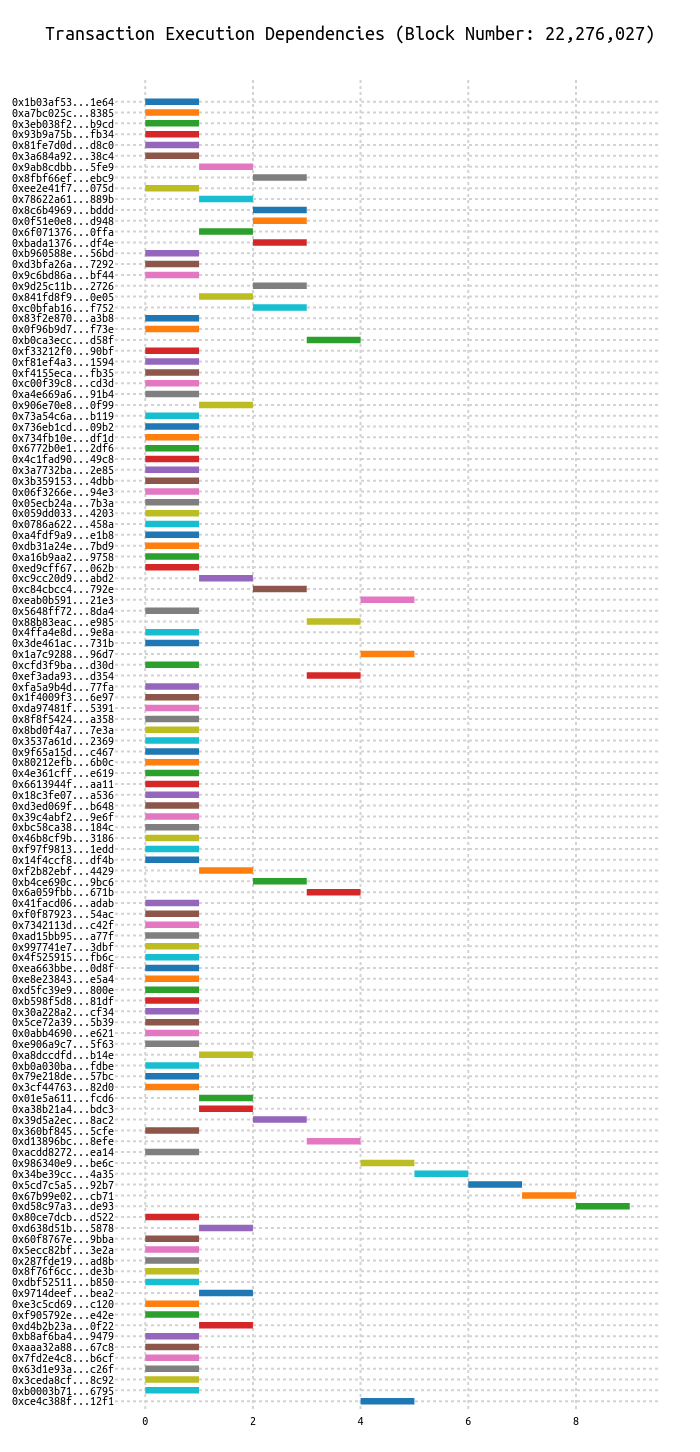 Transaction Execution Dependencies (Block Number: 22,276,027)
0x1b03af53...1e64
0xa7bc025c...8385
0x3eb038f2...b9cd
0x93b9a75b...fb34
0x81fe7d0d...d8c0
0x3a684a92...38c4
0x9ab8cdbb...5fe9
0x8fbf66ef...ebc9
0xee2e41f7...075d
0x78622a61...889b
0x8c6b4969...bddd
0x0f51e0e8...d948
0x6f071376...0ffa
0xbada1376...df4e
0xb960588e...56bd
0xd3bfa26a...7292
0x9c6bd86a...bf44
0x9d25c11b...2726
0x841fd8f9...0e05
0xc0bfab16...f752
0x83f2e870...a3b8
0x0f96b9d7...f73e
0xb0ca3ecc...d58f
0xf33212f0...90bf
0xf81ef4a3...1594
0xf4155eca...fb35
0xc00f39c8...cd3d
0xa4e669a6...91b4
0x906e70e8...0f99
0x73a54c6a...b119
0x736eb1cd...09b2
0x734fb10e...df1d
0x6772b0e1...2df6
0x4c1fad90...49c8
0x3a7732ba...2e85
0x3b359153...4dbb
0x06f3266e...94e3
0x05ecb24a...7b3a
0x059dd033...4203
0x0786a622...458a
0xa4fdf9a9...e1b8
0xdb31a24e...7bd9
0xa16b9aa2...9758
0xed9cff67...062b
0xc9cc20d9...abd2
0xc84cbcc4...792e
0xeab0b591...21e3
0x5648ff72...8da4
0x88b83eac...e985
0x4ffa4e8d...9e8a
0x3de461ac...731b
0x1a7c9288...96d7
0xcfd3f9ba...d30d
0xef3ada93...d354
0xfa5a9b4d...77fa
0x1f4009f3...6e97
0xda97481f...5391
0x8f8f5424...a358
0x8bd0f4a7...7e3a
0x3537a61d...2369
0x9f65a15d...c467
0x80212efb...6b0c
0x4e361cff...e619
0x6613944f...aa11
0x18c3fe07...a536
0xd3ed069f...b648
0x39c4abf2...9e6f
0xbc58ca38...184c
0x46b8cf9b...3186
0xf97f9813...1edd
0x14f4ccf8...df4b
0xf2b82ebf...4429
0xb4ce690c...9bc6
0x6a059fbb...671b
0x41facd06...adab
0xf0f87923...54ac
0x7342113d...c42f
0xad15bb95...a77f
0x997741e7...3dbf
0x4f525915...fb6c
0xea663bbe...0d8f
0xe8e23843...e5a4
0xd5fc39e9...800e
0xb598f5d8...81df
0x30a228a2...cf34
0x5ce72a39...5b39
0x0abb4690...e621
0xe906a9c7...5f63
0xa8dccdfd...b14e
0xb0a030ba...fdbe
0x79e218de...57bc
0x3cf44763...82d0
0x01e5a611...fcd6
0xa38b21a4...bdc3
0x39d5a2ec...8ac2
0x360bf845...5cfe
0xd13896bc...8efe
0xacdd8272...ea14
0x986340e9...be6c
0x34be39cc...4a35
0x5cd7c5a5...92b7
0x67b99e02...cb71
0xd58c97a3...de93
0x80ce7dcb...d522
0xd638d51b...5878
0x60f8767e...9bba
0x5ecc82bf...3e2a
0x287fde19...ad8b
0x8f76f6cc...de3b
0xdbf52511...b850
0x9714deef...bea2
0xe3c5cd69...c120
0xf905792e...e42e
0xd4b2b23a...0f22
0xb8af6ba4...9479
0xaaa32a88...67c8
0x7fd2e4c8...b6cf
0x63d1e93a...c26f
0x3ceda8cf...8c92
0xb0003b71...6795
0xce4c388f...12f1
0 2 4 6 8